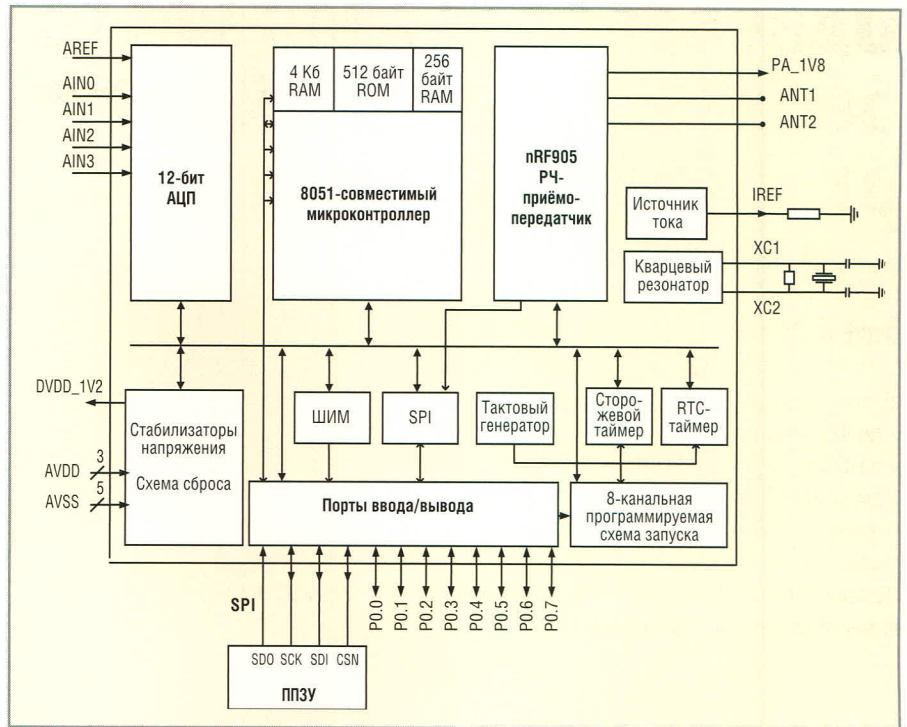 AREF
AIN0
AIN1
AIN2
AIN3
12-бит
АЦП
4 Кб
RAM
512 байт
ROM
256
байт
RAM
8051-совместимый
микроконтроллер
nRF905
РЧ-
приёмо-
передатчик
PA_1V8
ANT1
ANT2
Источник
тока
IREF
Кварцевый
резонатор
XC1
XC2
DVDD_1V2
AVDD
3
AVSS
5
Стабилизаторы
напряжения
Схема сброса
ШИМ
SPI
Тактовый
генератор
Сторо-
жевой
таймер
RTC-
таймер
Порты ввода/вывода
8-канальная
программируемая
схема запуска
SPI
P0.0
P0.1
P0.2
P0.3
P0.4
P0.5
P0.6
P0.7
SDO SCK SDI CSN
ППЗУ